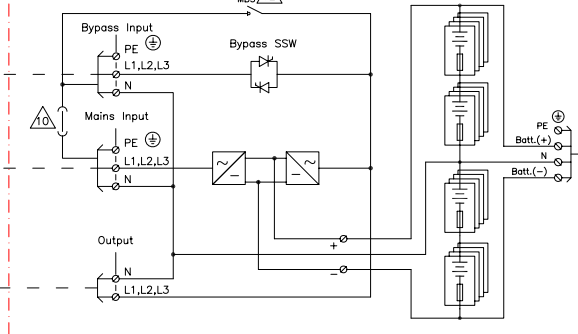 MBS
Bypass Input
PE
L1,L2,L3
N
Bypass SSW
10
Mains Input
PE
L1,L2,L3
N
Output
N
L1,L2,L3
+
−
PE
Batt.(+)
N
Batt.(−)